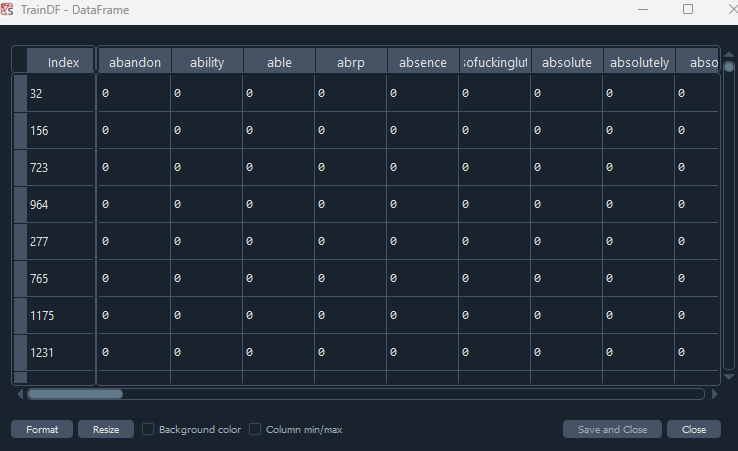 TrainDF - DataFrame
Index abandon ability able abrp absence sofuckinglut absolute absolutely abso
32 0 0 0 0 0 0 0 0 0
156 0 0 0 0 0 0 0 0 0
723 0 0 0 0 0 0 0 0 0
964 0 0 0 0 0 0 0 0 0
277 0 0 0 0 0 0 0 0 0
765 0 0 0 0 0 0 0 0 0
1175 0 0 0 0 0 0 0 0 0
1231 0 0 0 0 0 0 0 0 0
Format Resize Background color Column min/max Save and Close Close